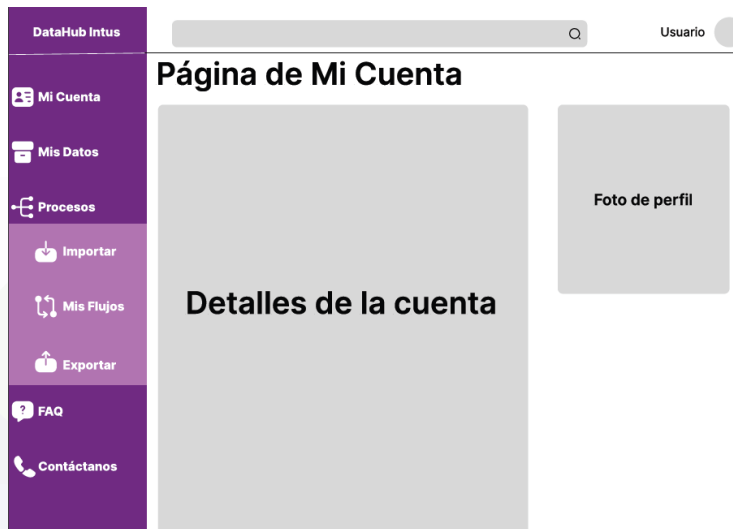 DataHub Intus
Usuario
Página de Mi Cuenta
Mi Cuenta
Mis Datos
Procesos
Importar
Mis Flujos
Exportar
FAQ
Contáctanos
Detalles de la cuenta
Foto de perfil